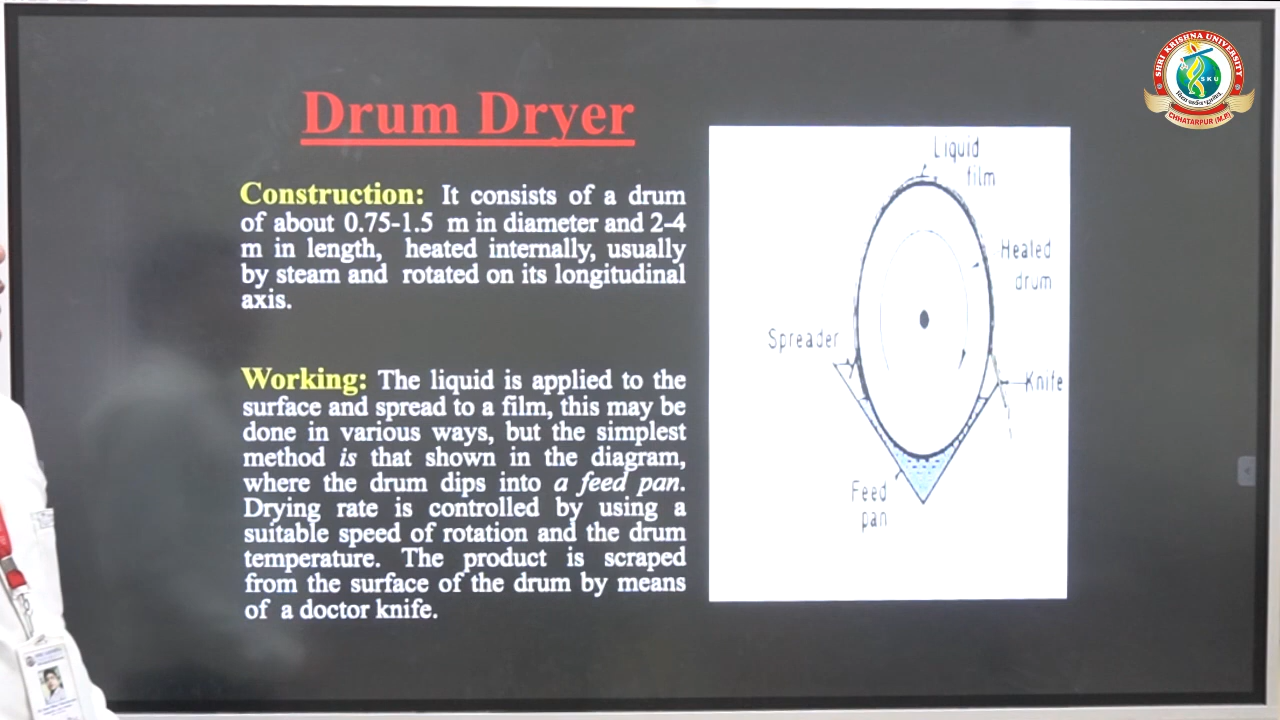 SHRI KRISHNA UNIVERSITY
SKU
CHHATARPUR (M.P.)
Drum Dryer
Construction: It consists of a drum
of about 0.75-1.5 m in diameter and 2-4
m in length, heated internally, usually
by steam and rotated on its longitudinal
axis.
Working: The liquid is applied to the
surface and spread to a film, this may be
done in various ways, but the simplest
method is that shown in the diagram,
where the drum dips into a feed pan.
Drying rate is controlled by using a
suitable speed of rotation and the drum
temperature. The product is scraped
from the surface of the drum by means
of a doctor knife.
Liquid
film
Heated
drum
Spreader
Knife
Feed
pan